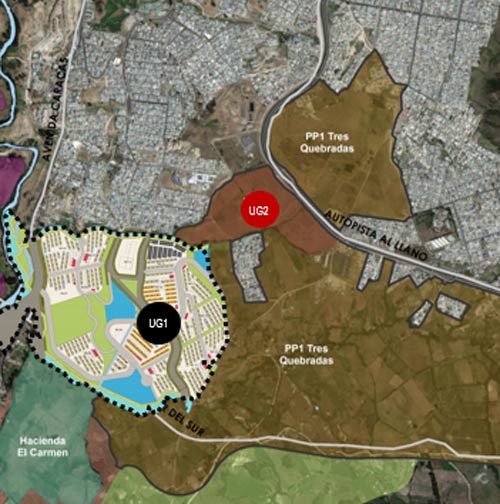 AVENIDA CARACAS
PP1 Tres
Quebradas
UG2
AUTOPISTA AL LLANO
UG1
PP1 Tres
Quebradas
DEL SUR
Hacienda
El Carmen